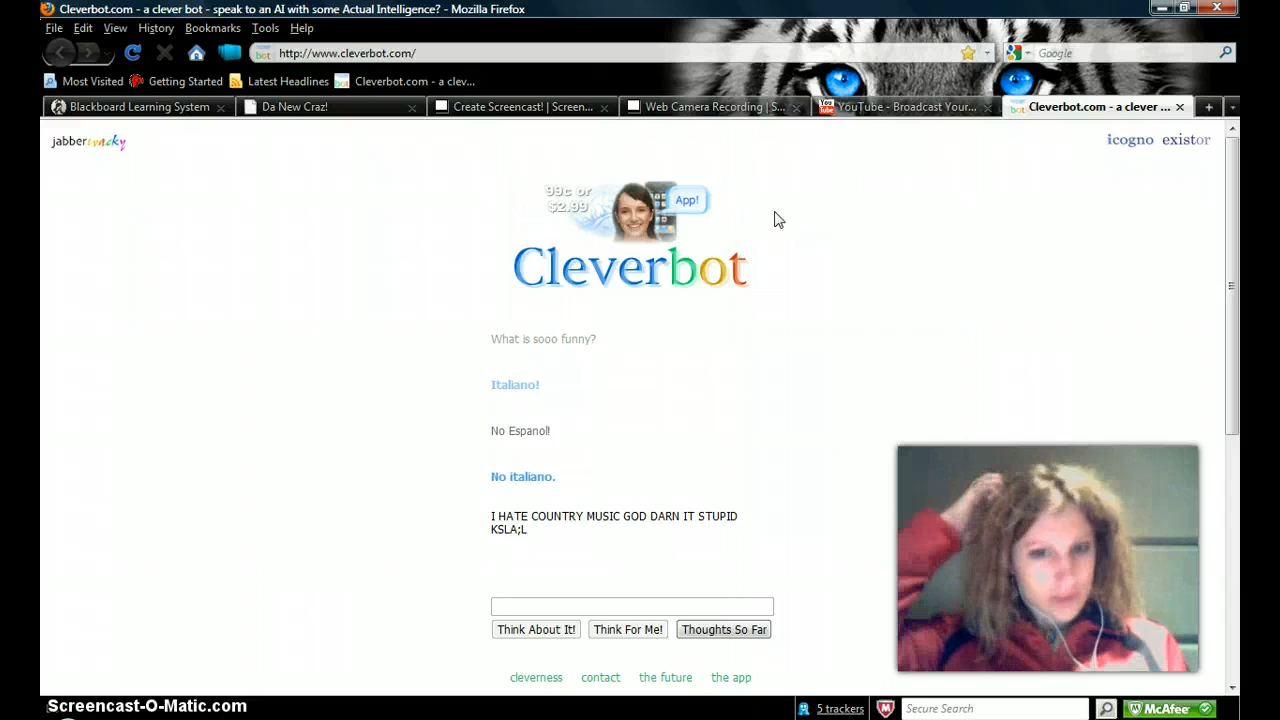 Cleverbot.com - a clever bot - speak to an AI with some Actual Intelligence? - Mozilla Firefox
File Edit View History Bookmarks Tools Help
bot http://www.cleverbot.com/ Google
Most Visited Getting Started Latest Headlines bot Cleverbot.com - a clev...
Blackboard Learning System Da New Craz! Create Screencast! | Screen... Web Camera Recording | S... You Tube YouTube - Broadcast Your... bot Cleverbot.com - a clever ...
jabberwacky icogno existor
99c or
$2.99
App!
Cleverbot
What is sooo funny?
Italiano!
No Espanol!
No italiano.
I HATE COUNTRY MUSIC GOD DARN IT STUPID
KSLA;L
Think About It! Think For Me! Thoughts So Far
cleverness contact the future the app
Screencast-O-Matic.com 5 trackers Secure Search McAfee